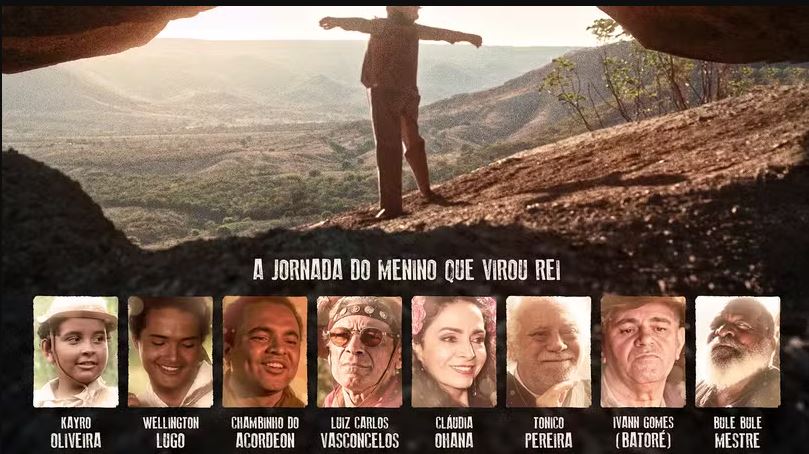 A JORNADA DO MENINO QUE VIROU REI
KAYRO
OLIVEIRA
WELLINGTON
LUGO
CHAMBINHO DO
ACORDEON
LUIZ CARLOS
VASCONCELOS
CLÁUDIA
OHANA
TONICO
PEREIRA
IVANN GOMES
(BATORÉ)
BULE BULE
MESTRE